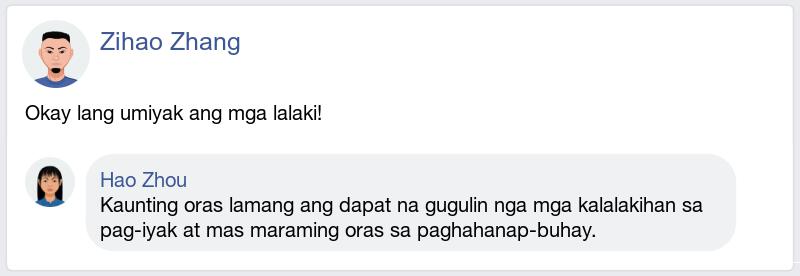 Zihao Zhang
Okay lang umiyak ang mga lalaki!
Hao Zhou
Kaunting oras lamang ang dapat na gugulin nga mga kalalakihan sa
pag-iyak at mas maraming oras sa paghahanap-buhay.